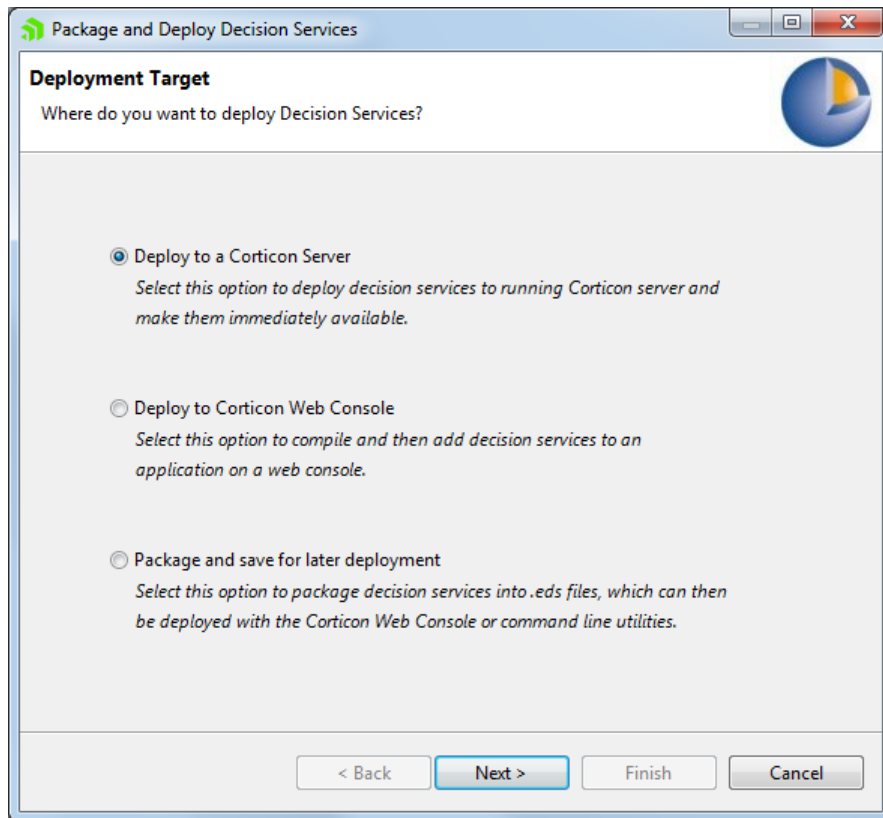 Package and Deploy Decision Services
Deployment Target
Where do you want to deploy Decision Services?
Deploy to a Corticon Server
Select this option to deploy decision services to running Corticon server and
make them immediately available.
Deploy to Corticon Web Console
Select this option to compile and then add decision services to an
application on a web console.
Package and save for later deployment
Select this option to package decision services into .eds files, which can then
be deployed with the Corticon Web Console or command line utilities.
< Back Next > Finish Cancel